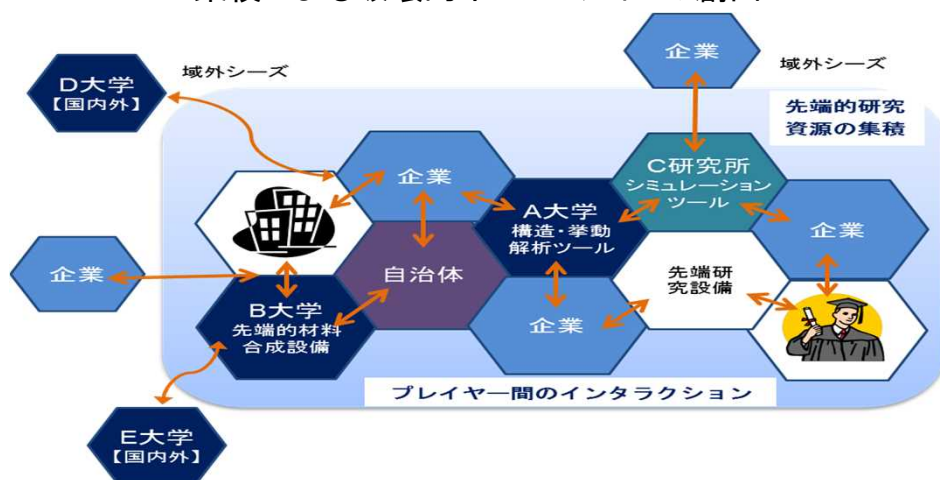 企業
D大学
【国内外】
域外シーズ
域外シーズ
先端的研究
資源の集積
企業
C研究所
シミュレーション
ツール
A大学
構造・挙動
解析ツール
企業
企業
自治体
先端研
究設備
B大学
先端的材料
合成設備
企業
プレイヤー間のインタラクション
E大学
【国内外】